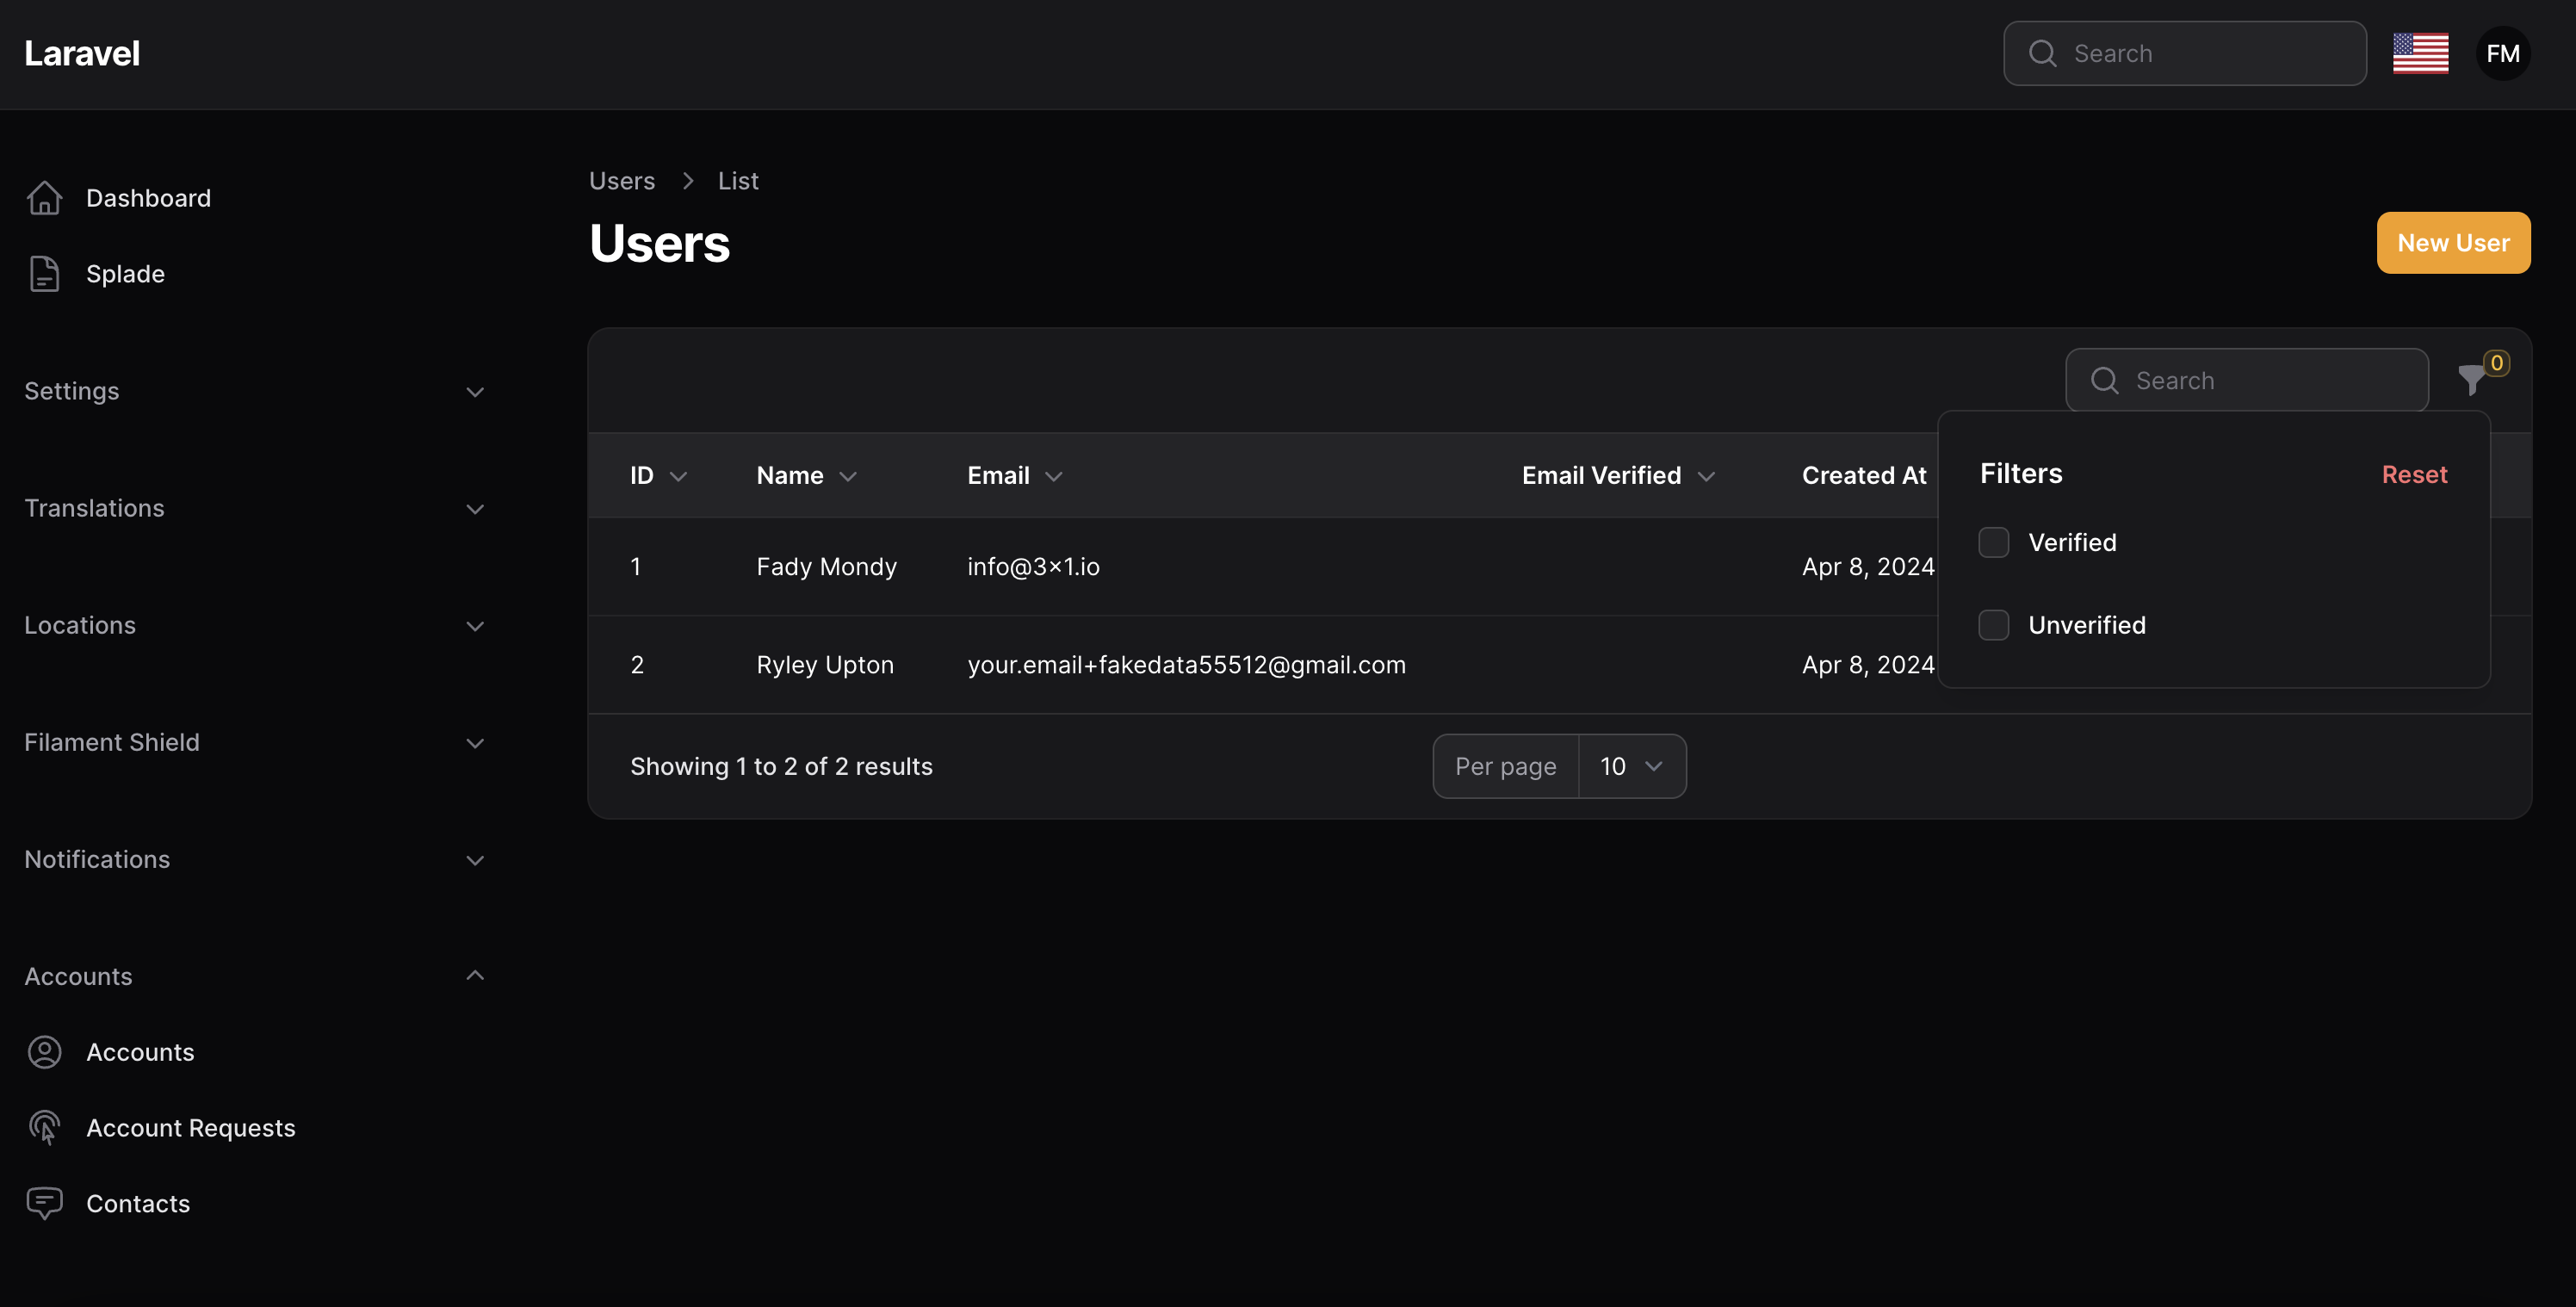 Laravel
Search
FM
Dashboard
Splade
Settings
Translations
Locations
Filament Shield
Notifications
Accounts
Accounts
Account Requests
Contacts
Users List
Users
New User
Search
0
ID Name Email Email Verified Created At
1 Fady Mondy info@3x1.io Apr 8, 2024
2 Ryley Upton your.email+fakedata55512@gmail.com Apr 8, 2024
Filters Reset
Verified
Unverified
Showing 1 to 2 of 2 results Per page 10